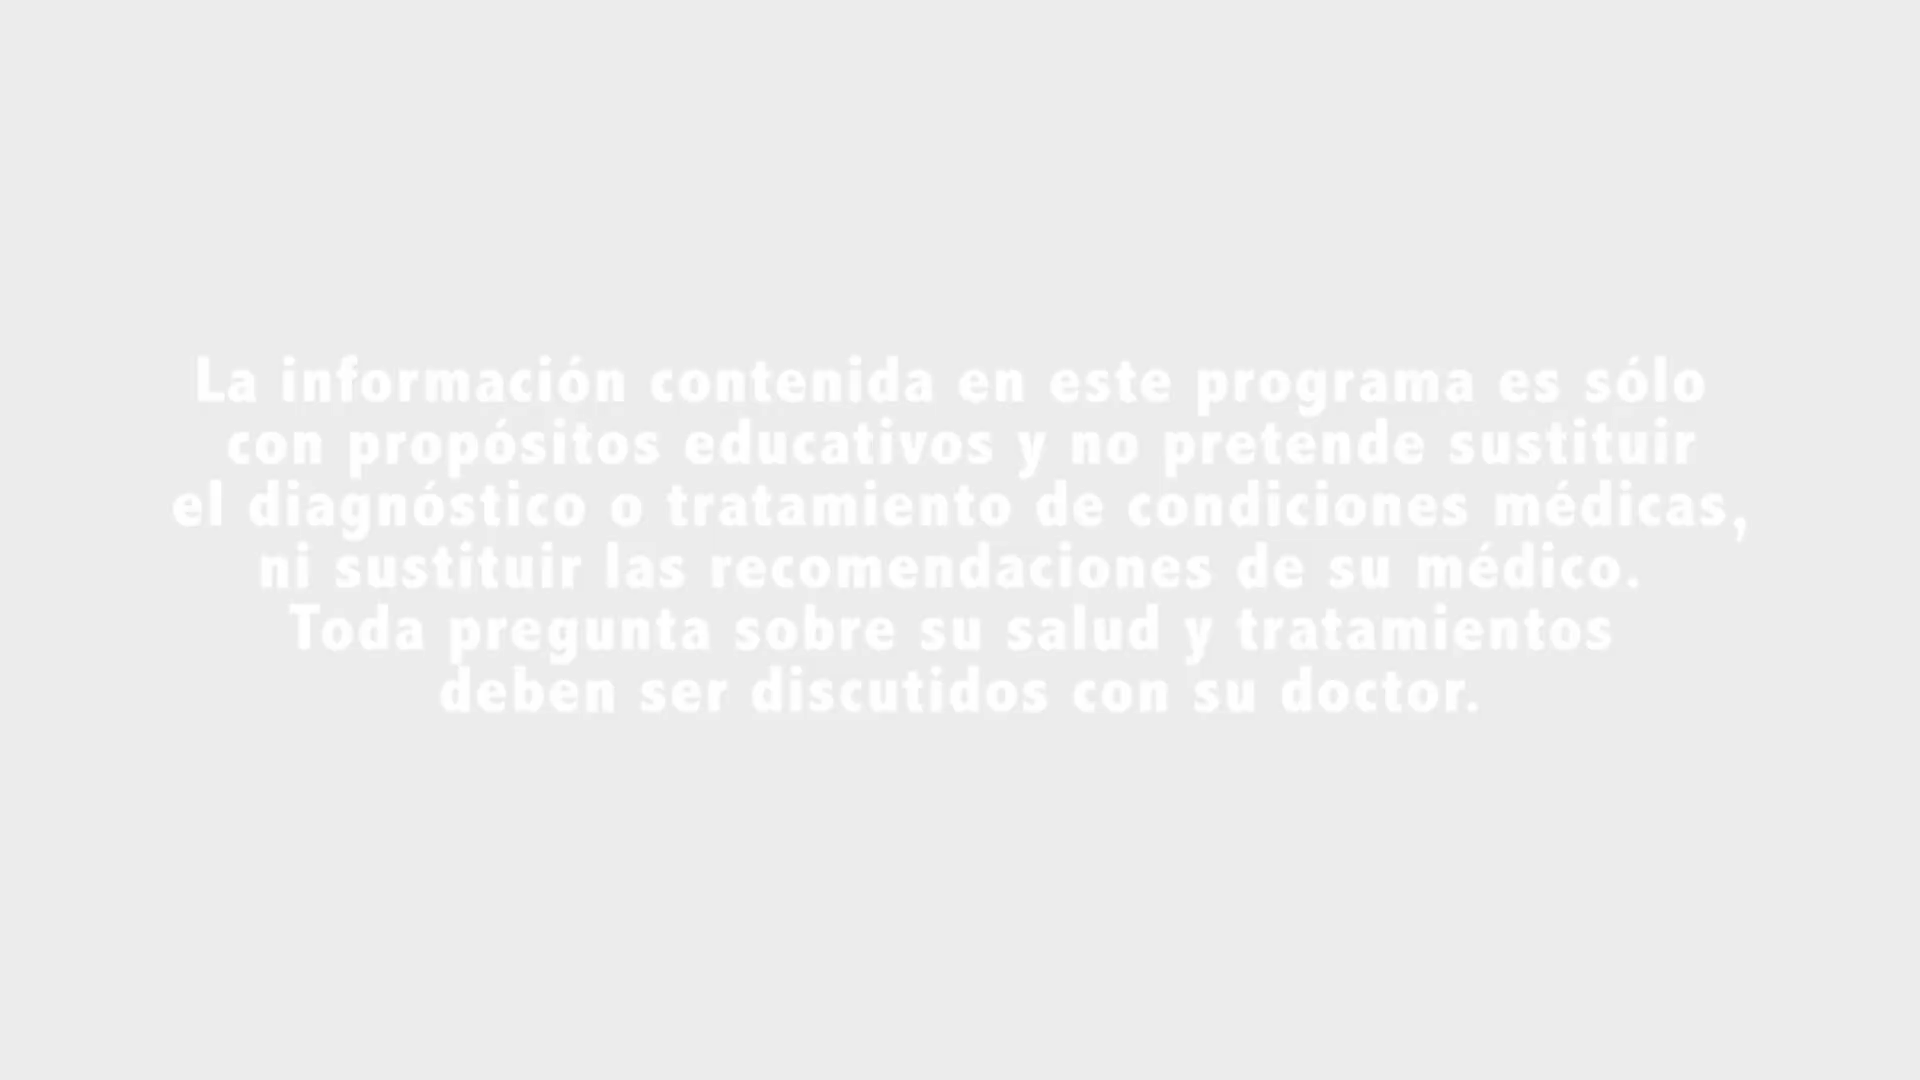 La información contenida en este programa es sólo
con propósitos educativos y no pretende sustituir
el diagnóstico o tratamiento de condiciones médicas,
ni sustituir las recomendaciones de su médico.
Toda pregunta sobre su salud y tratamientos
deben ser discutidos con su doctor.